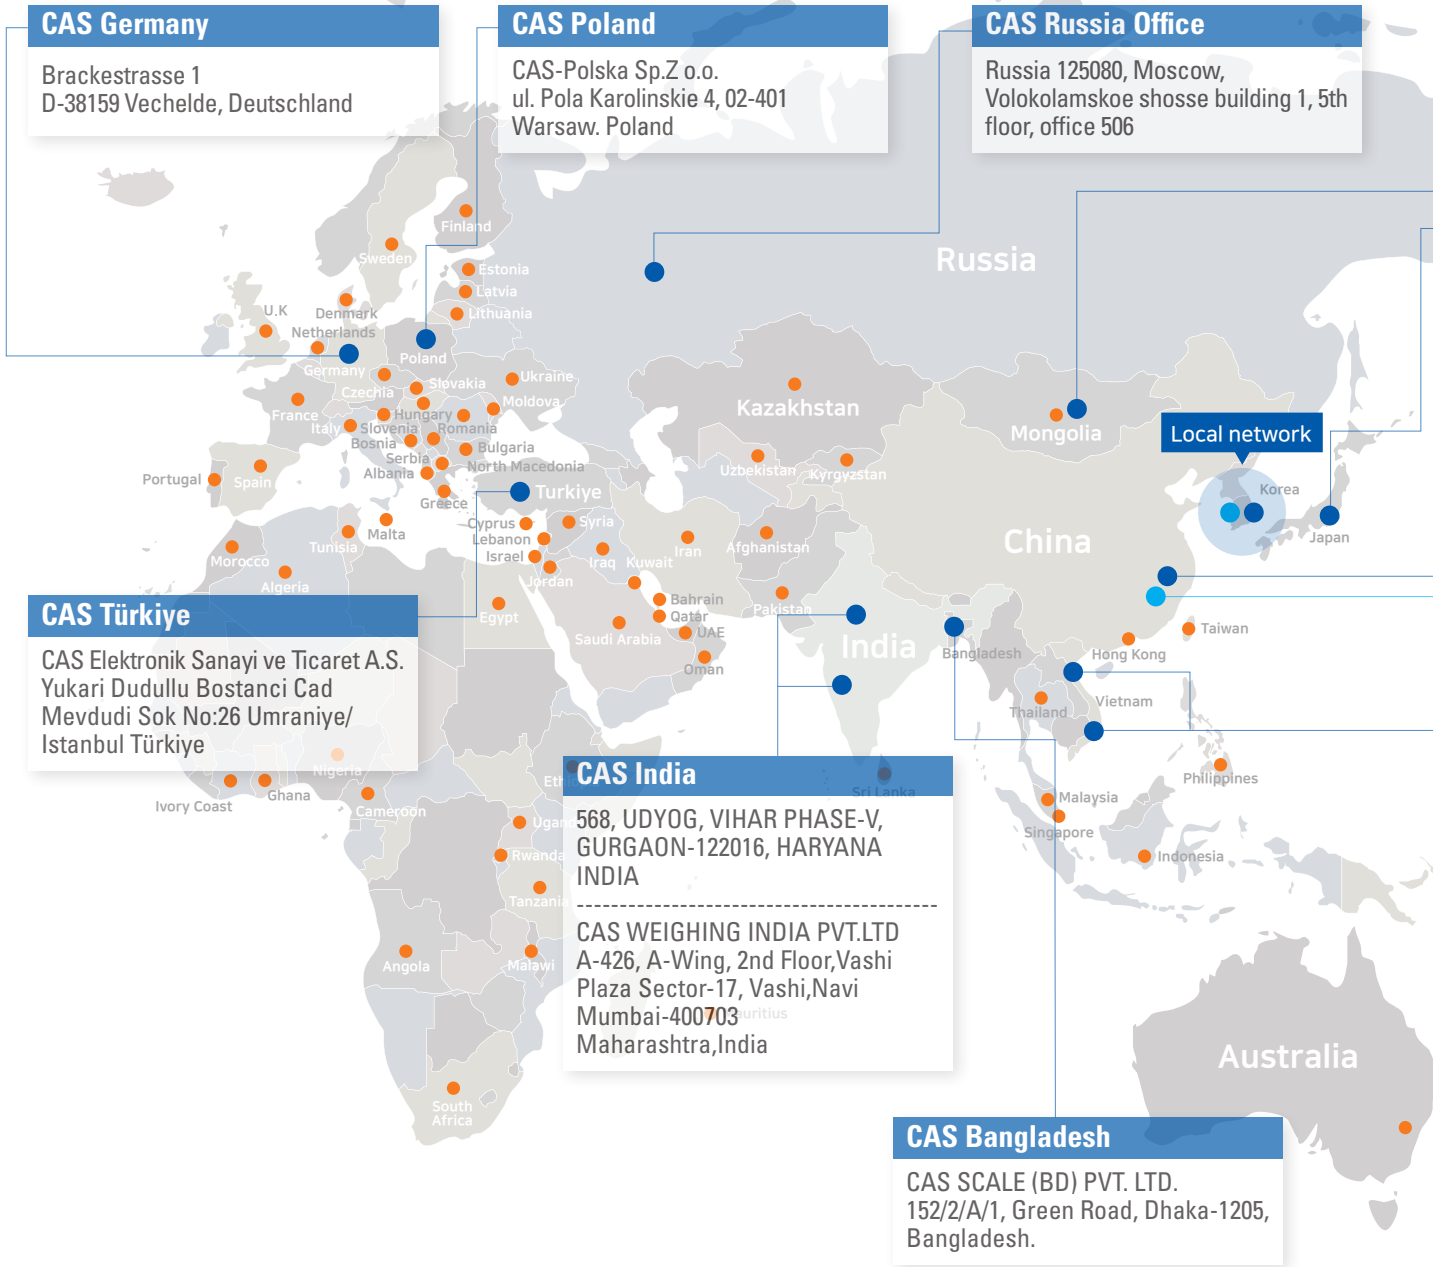 CAS Germany
Brackestrasse 1
D-38159 Vechelde, Deutschland
CAS Poland
CAS-Polska Sp.Z o.o.
ul. Pola Karolinskie 4, 02-401
Warsaw. Poland
CAS Russia Office
Russia 125080, Moscow,
Volokolamskoe shosse building 1, 5th
floor, office 506
Finland
Sweden
Russia
Estonia
Latvia
U.K
Denmark
Lithuania
Netherlands
Poland
Germany
Ukraine
Slovakia
Czechia
Moldova
France
Kazakhstan
Hungary
Italy
Slovenia
Romania
Mongolia
Local network
Bosnia
Bulgaria
Serbia
North Macedonia
Albania
Uzbekistan
Kyrgyzstan
Portugal
Spain
Turkiye
Korea
Greece
Cyprus
Syria
Malta
Lebanon
Japan
Tunisia
Iran
Afghanistan
China
Israel
Iraq
Kuwait
Morocco
Jordan
Algeria
Bahrain
Pakistan
Egypt
Qatar
Taiwan
UAE
Saudi Arabia
India
Bangladesh
Hong Kong
Oman
CAS Türkiye
CAS Elektronik Sanayi ve Ticaret A.S.
Yukari Dudullu Bostanci Cad
Mevdudi Sok No:26 Umraniye/
Istanbul Türkiye
Vietnam
Thailand
Nigeria
Philippines
Ethiopia
Sri Lanka
Ghana
Ivory Coast
Malaysia
Cameroon
Singapore
Uganda
Rwanda
Indonesia
Tanzania
CAS India
568, UDYOG, VIHAR PHASE-V,
GURGAON-122016, HARYANA
INDIA
CAS WEIGHING INDIA PVT.LTD
A-426, A-Wing, 2nd Floor,Vashi
Plaza Sector-17, Vashi,Navi
Mumbai-400703
Maharashtra,India
Angola
Malawi
Mauritius
Australia
South
Africa
CAS Bangladesh
CAS SCALE (BD) PVT. LTD.
152/2/A/1, Green Road, Dhaka-1205,
Bangladesh.